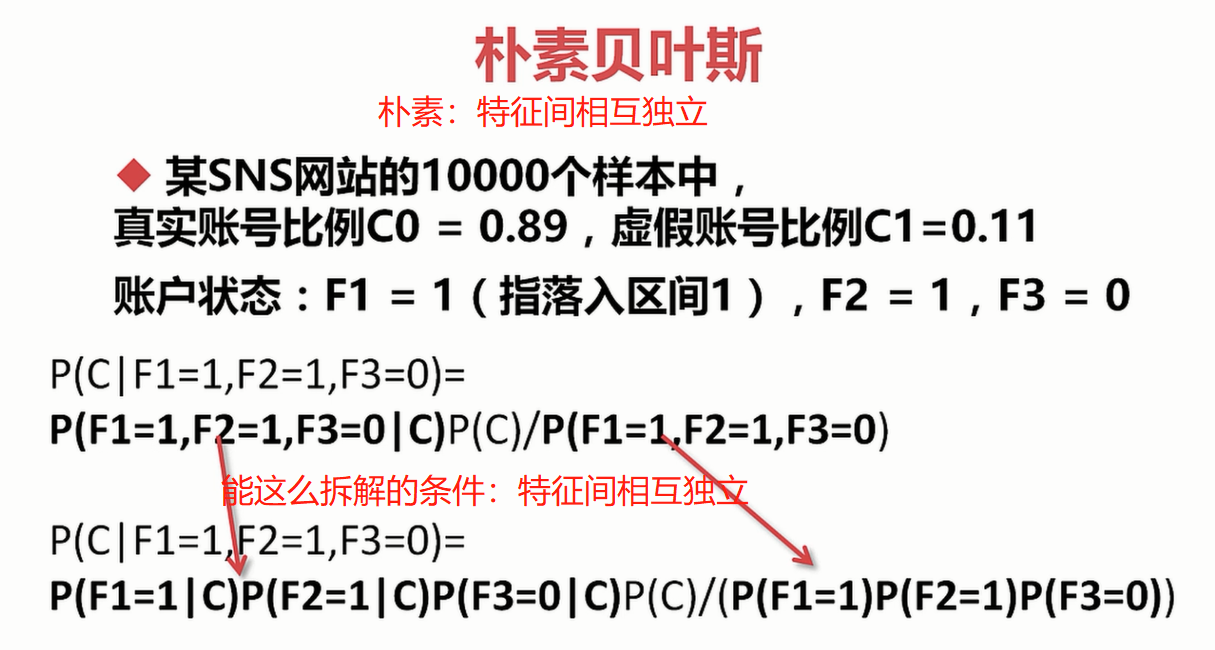 朴素贝叶斯
朴素：特征间相互独立
某SNS网站的10000个样本中，
真实账号比例C0 = 0.89，虚假账号比例C1=0.11
账户状态：F1 = 1（指落入区间1），F2 = 1，F3 = 0
P(C|F1=1,F2=1,F3=0)=
P(F1=1,F2=1,F3=0|C)P(C)/P(F1=1,F2=1,F3=0)
能这么拆解的条件：特征间相互独立
P(C|F1=1,F2=1,F3=0)=
P(F1=1|C)P(F2=1|C)P(F3=0|C)P(C)/(P(F1=1)P(F2=1)P(F3=0))